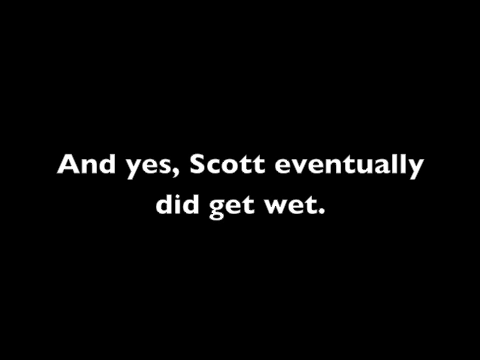 And yes, Scott eventually
did get wet.